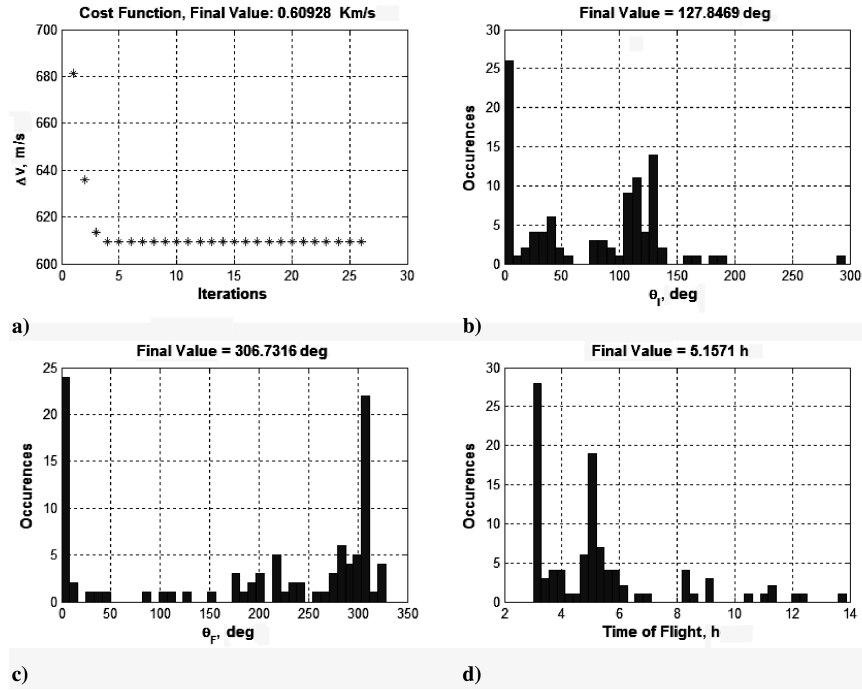 Cost Function, Final Value: 0.60928 Km/s
700
680
660
640
620
600
Δv, m/s
0 5 10 15 20 25 30
Iterations
a)
Final Value = 127.8469 deg
30
25
20
15
10
5
0
Occurences
0 50 100 150 200 250 300
θI, deg
b)
Final Value = 306.7316 deg
25
20
15
10
5
0
Occurences
0 50 100 150 200 250 300 350
θF, deg
c)
Final Value = 5.1571 h
30
25
20
15
10
5
0
Occurences
2 4 6 8 10 12 14
Time of Flight, h
d)